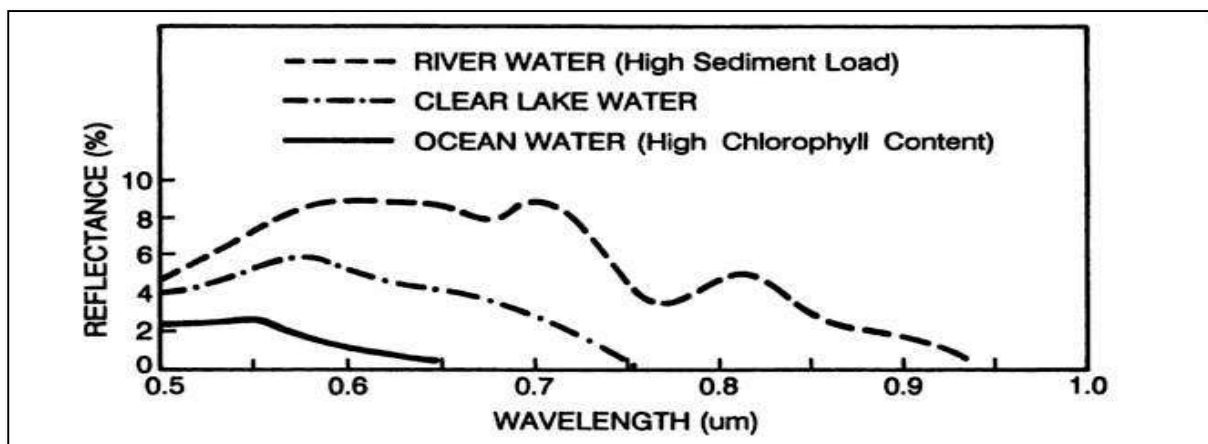 RIVER WATER (High Sediment Load)
CLEAR LAKE WATER
OCEAN WATER (High Chlorophyll Content)
REFLECTANCE (%)
10
8
6
4
2
0
0.5
0.6
0.7
0.8
0.9
1.0
WAVELENGTH (um)